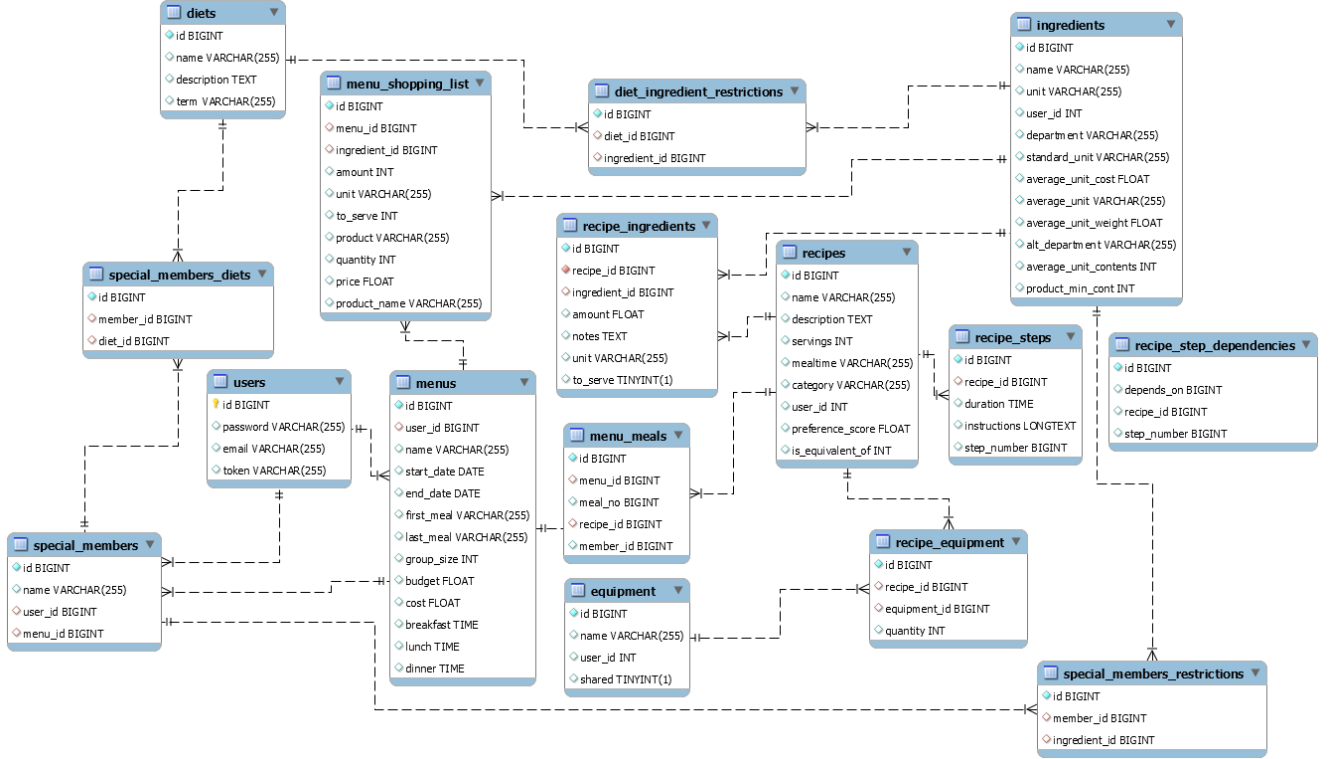 diets
id BIGINT
name VARCHAR(255)
description TEXT
term VARCHAR(255)
menu_shopping_list
id BIGINT
menu_id BIGINT
ingredient_id BIGINT
amount INT
unit VARCHAR(255)
to_serve INT
product VARCHAR(255)
quantity INT
price FLOAT
product_name VARCHAR(255)
diet_ingredient_restrictions
id BIGINT
diet_id BIGINT
ingredient_id BIGINT
ingredients
id BIGINT
name VARCHAR(255)
unit VARCHAR(255)
user_id INT
department VARCHAR(255)
standard_unit VARCHAR(255)
average_unit_cost FLOAT
average_unit VARCHAR(255)
average_unit_weight FLOAT
alt_department VARCHAR(255)
average_unit_contents INT
product_min_cont INT
recipe_ingredients
id BIGINT
recipe_id BIGINT
ingredient_id BIGINT
amount FLOAT
notes TEXT
unit VARCHAR(255)
to_serve TINYINT(1)
recipes
id BIGINT
name VARCHAR(255)
description TEXT
servings INT
mealtime VARCHAR(255)
category VARCHAR(255)
user_id INT
preference_score FLOAT
is_equivalent_of INT
special_members_diets
id BIGINT
member_id BIGINT
diet_id BIGINT
recipe_steps
id BIGINT
recipe_id BIGINT
duration TIME
instructions LONGTEXT
step_number BIGINT
recipe_step_dependencies
id BIGINT
depends_on BIGINT
recipe_id BIGINT
step_number BIGINT
users
id BIGINT
password VARCHAR(255)
email VARCHAR(255)
token VARCHAR(255)
menus
id BIGINT
user_id BIGINT
name VARCHAR(255)
start_date DATE
end_date DATE
first_meal VARCHAR(255)
last_meal VARCHAR(255)
group_size INT
budget FLOAT
cost FLOAT
breakfast TIME
lunch TIME
dinner TIME
menu_meals
id BIGINT
menu_id BIGINT
meal_no BIGINT
recipe_id BIGINT
member_id BIGINT
special_members
id BIGINT
name VARCHAR(255)
user_id BIGINT
menu_id BIGINT
equipment
id BIGINT
name VARCHAR(255)
user_id INT
shared TINYINT(1)
recipe_equipment
id BIGINT
recipe_id BIGINT
equipment_id BIGINT
quantity INT
special_members_restrictions
id BIGINT
member_id BIGINT
ingredient_id BIGINT